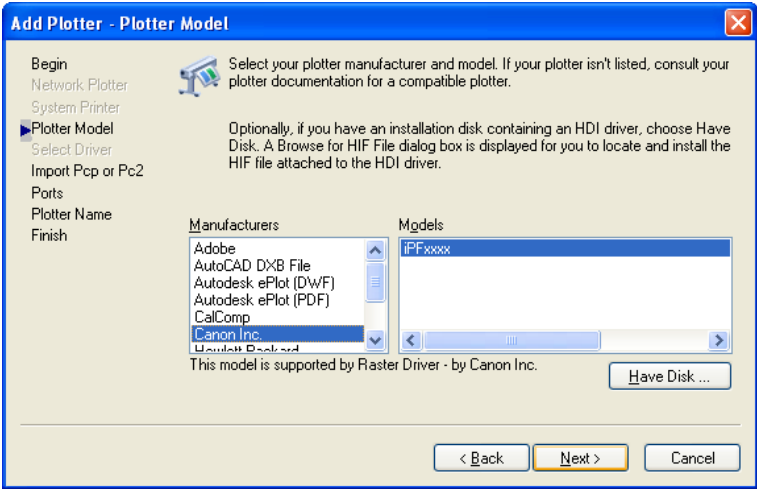 Add Plotter - Plotter Model
Begin
Network Plotter
System Printer
Plotter Model
Select Driver
Import Pcp or Pc2
Ports
Plotter Name
Finish
Select your plotter manufacturer and model. If your plotter isn't listed, consult your
plotter documentation for a compatible plotter.
Optionally, if you have an installation disk containing an HDI driver, choose Have
Disk. A Browse for HIF File dialog box is displayed for you to locate and install the
HIF file attached to the HDI driver.
Manufacturers
Adobe
AutoCAD DXB File
Autodesk ePlot (DWF)
Autodesk ePlot (PDF)
CalComp
Canon Inc.
Hewlett Packard
Models
iPFxxxx
This model is supported by Raster Driver - by Canon Inc.
Have Disk ...
< Back
Next >
Cancel